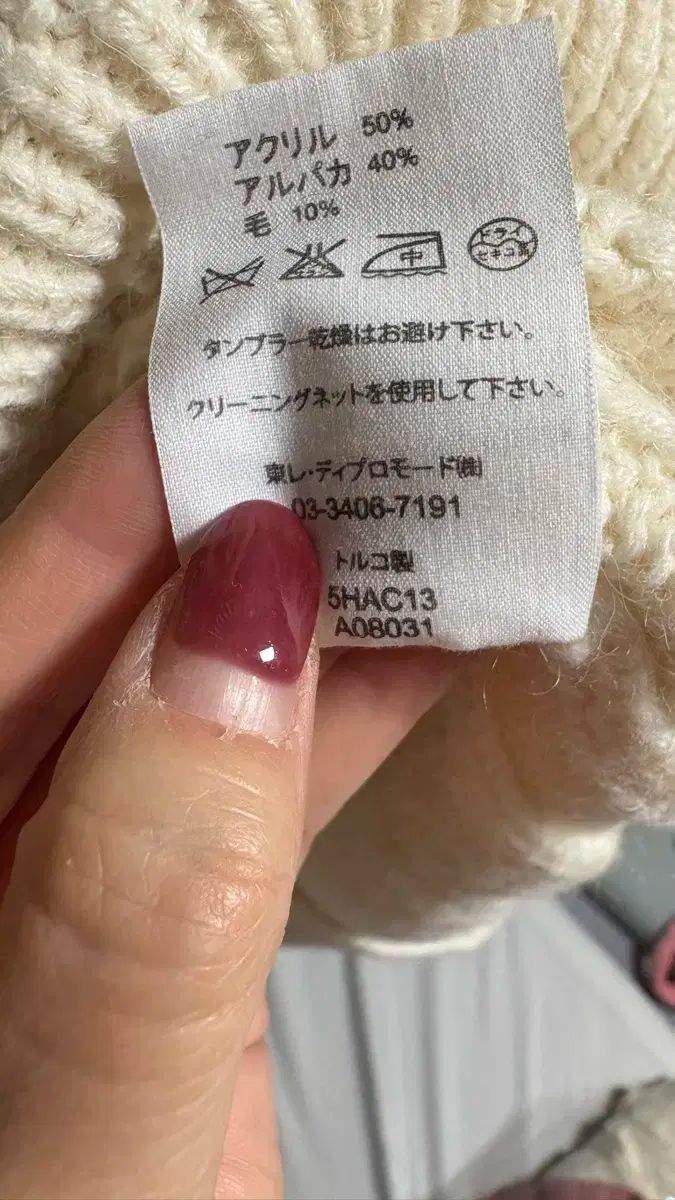 アクリル 50%
アルパカ 40%
毛 10%
中
ドライ
セキユ系
タンブラー乾燥はお避け下さい。
クリーニングネットを使用して下さい。
東レ・ディプロモード㈱
03-3406-7191
トルコ製
5HAC13
A08031